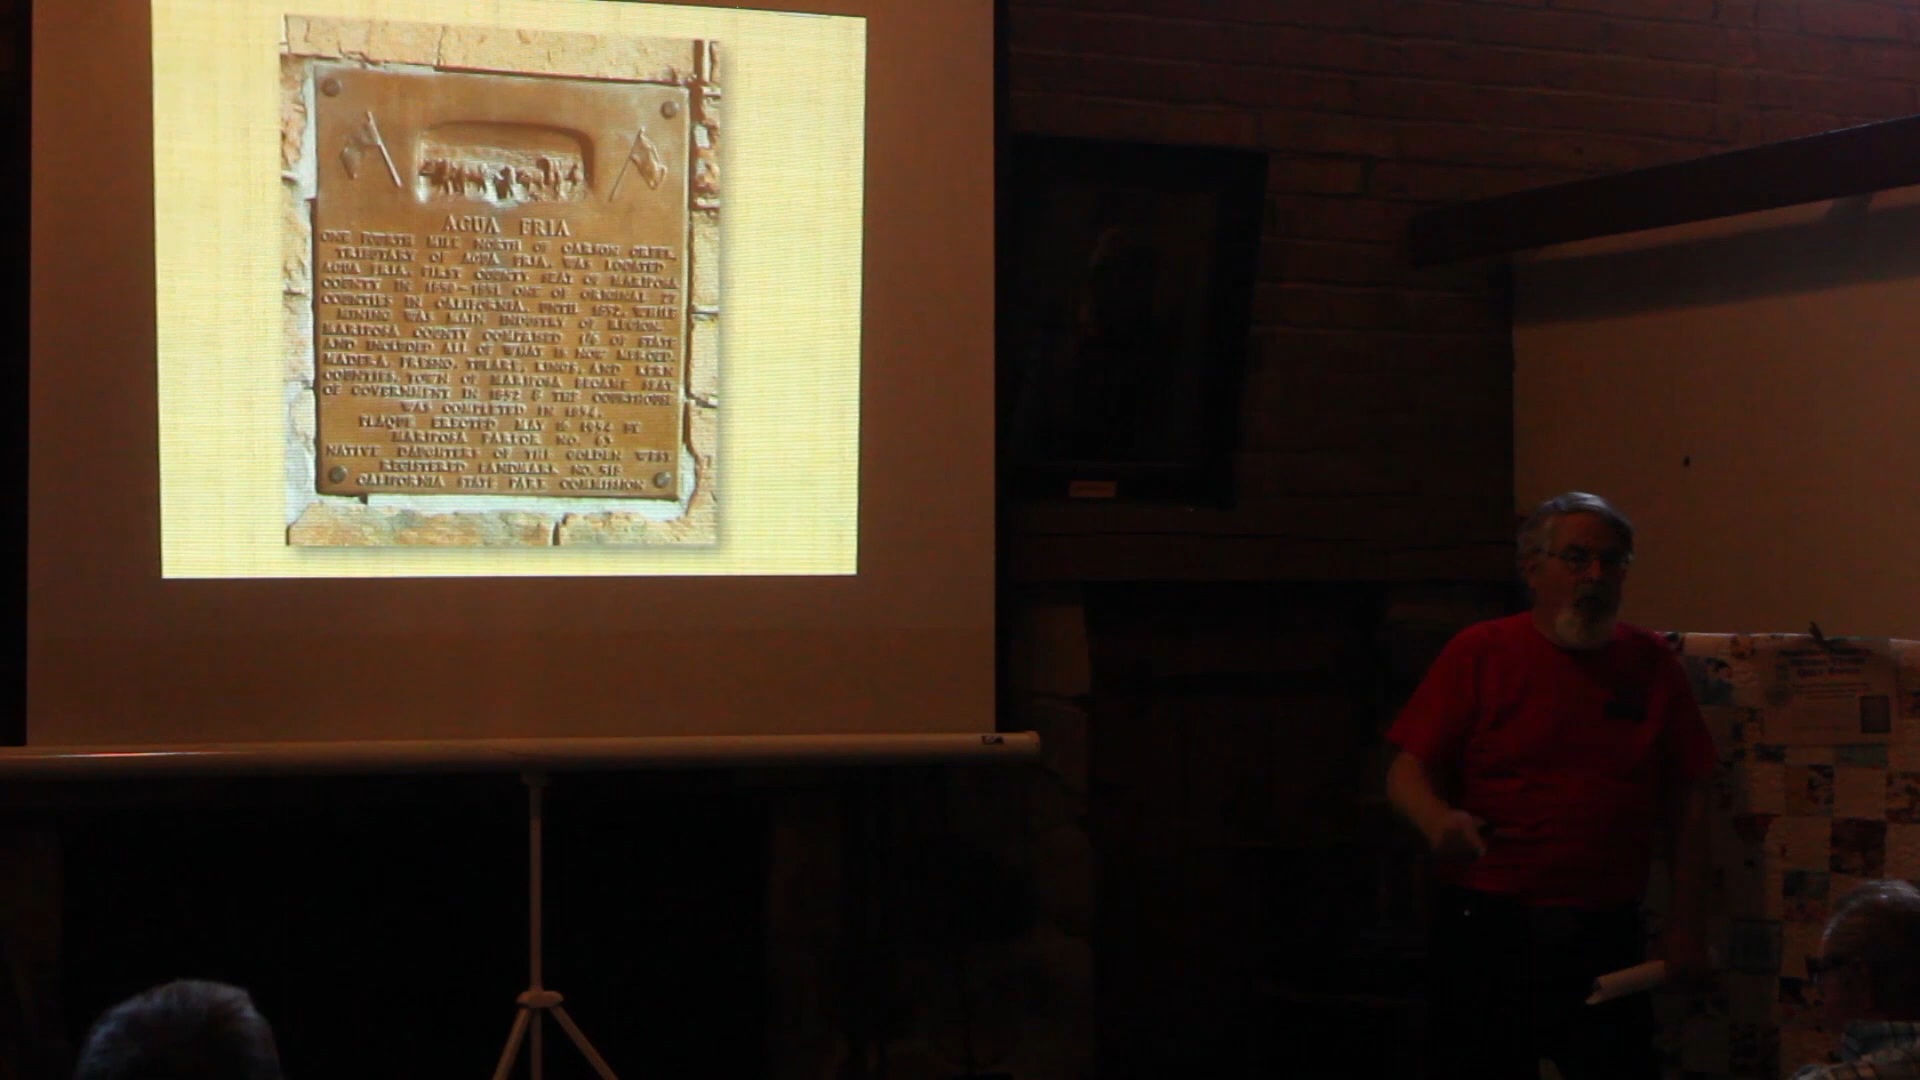 AGUA FRIA
ONE FOURTH MILE NORTH OF CARSON CREEK,
TRIBUTARY OF AGUA FRIA, WAS LOCATED
AGUA FRIA, FIRST COUNTY SEAT OF MARIPOSA
COUNTY IN 1850-1851. ONE OF ORIGINAL 27
COUNTIES IN CALIFORNIA. UNTIL 1852, WHILE
MINING WAS MAIN INDUSTRY OF REGION,
MARIPOSA COUNTY COMPRISED 1/6 OF STATE
AND INCLUDED ALL OF WHAT IS NOW MERCED,
MADERA, FRESNO, TULARE, KINGS, AND KERN
COUNTIES. TOWN OF MARIPOSA BECAME SEAT
OF GOVERNMENT IN 1852 & THE COURTHOUSE
WAS COMPLETED IN 1854.
PLAQUE ERECTED MAY 16 1954 BY
MARIPOSA PARLOR NO. 63
NATIVE DAUGHTERS OF THE GOLDEN WEST
REGISTERED LANDMARK NO. 518
CALIFORNIA STATE PARK COMMISSION